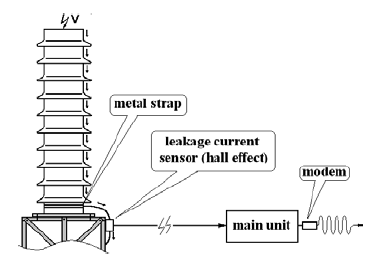 V
metal strap
leakage current
sensor (hall effect)
modem
main unit